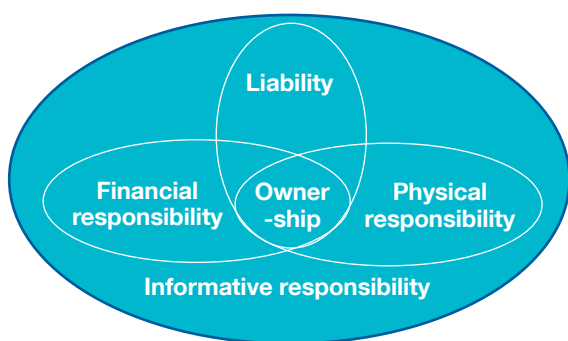 Liability
Financial
responsibility
Owner
-ship
Physical
responsibility
Informative responsibility